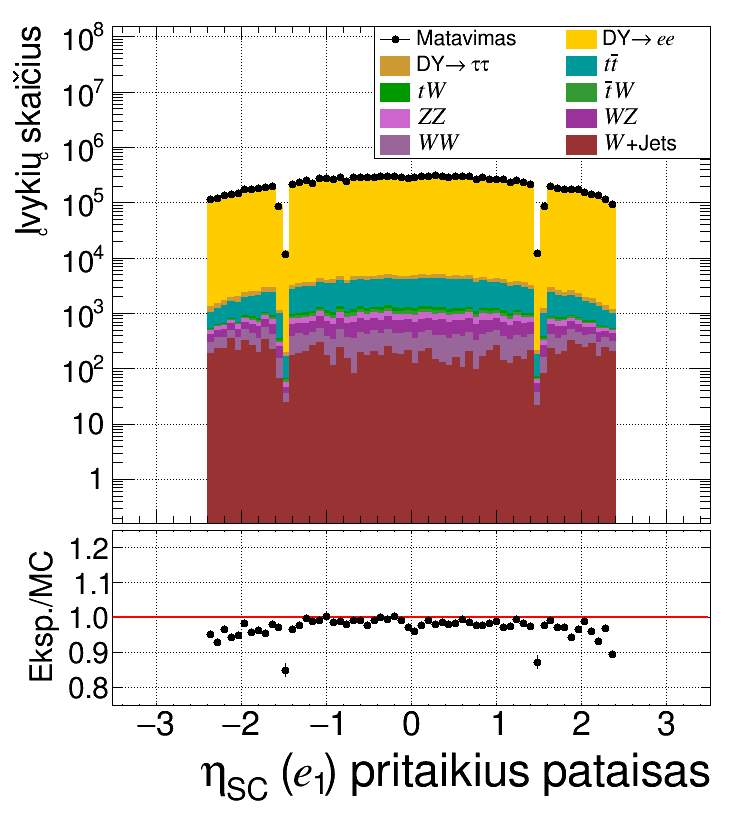 Įvykių skaičius
10⁸
10⁷
10⁶
10⁵
10⁴
10³
10²
10
1
Matavimas
DY→ ee
DY→ ττ
tt̄
tW
t̄W
ZZ
WZ
WW
W+Jets
Eksp./MC
1.2
1.1
1.0
0.9
0.8
−3 −2 −1 0 1 2 3
η_SC (e₁) pritaikius pataisas